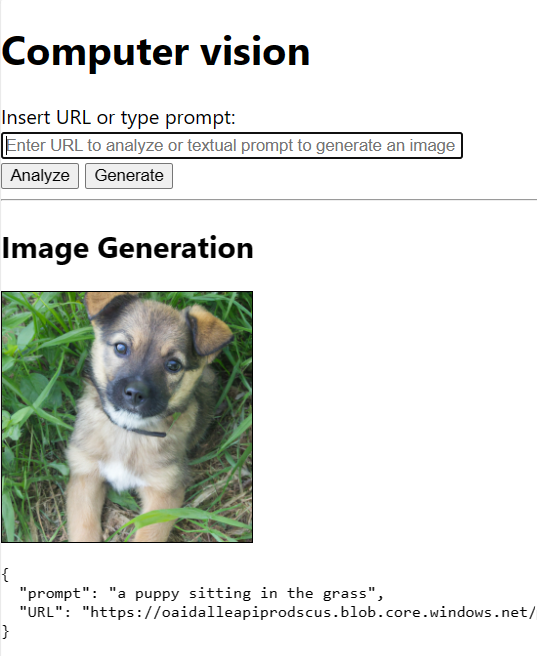 Computer vision
Insert URL or type prompt:
Enter URL to analyze or textual prompt to generate an image
Analyze Generate
Image Generation
{
"prompt": "a puppy sitting in the grass",
"URL": "https://oaidalleapiprodscus.blob.core.windows.net/
}